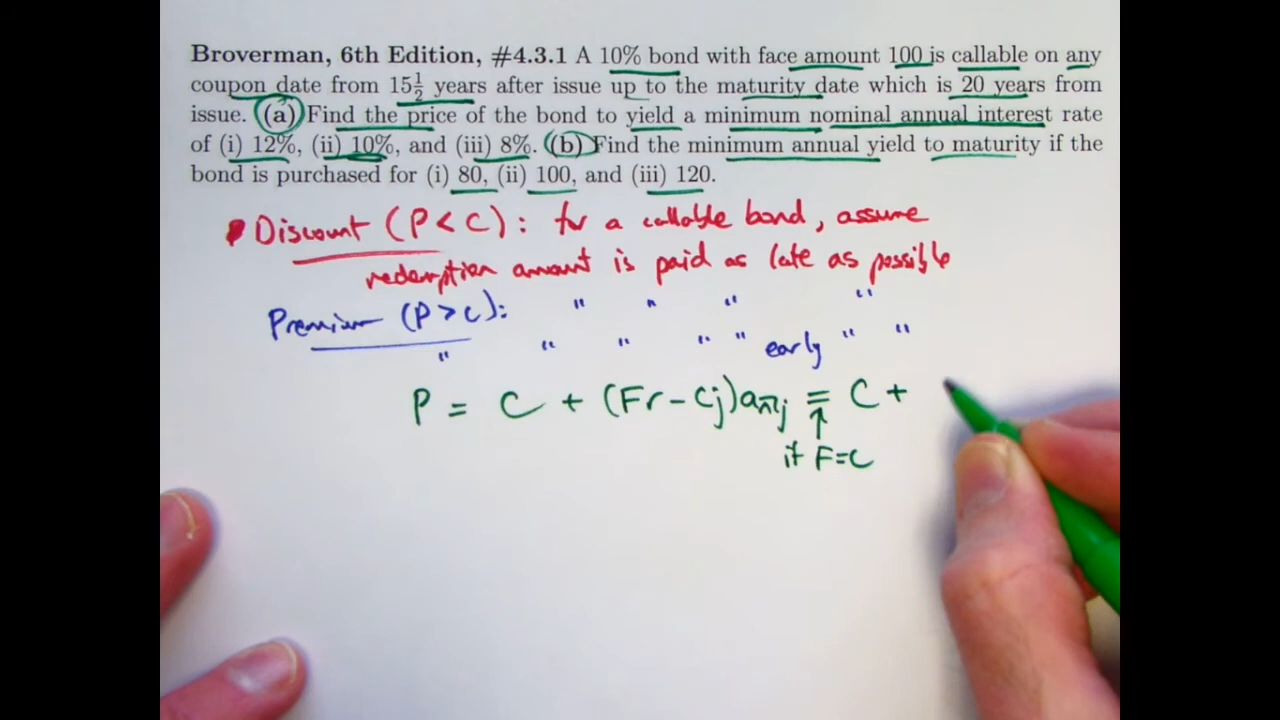 Broverman, 6th Edition, #4.3.1 A 10% bond with face amount 100 is callable on any
coupon date from 15½ years after issue up to the maturity date which is 20 years from
issue. (a) Find the price of the bond to yield a minimum nominal annual interest rate
of (i) 12%, (ii) 10%, and (iii) 8%. (b) Find the minimum annual yield to maturity if the
bond is purchased for (i) 80, (ii) 100, and (iii) 120.
Discount (P < C): for a callable bond, assume
redemption amount is paid as late as possible
Premium (P > C): " " " "
" " " " " early " "
P = C + (Fr - Cj)a_n̅|j = C +
↑
if F=C